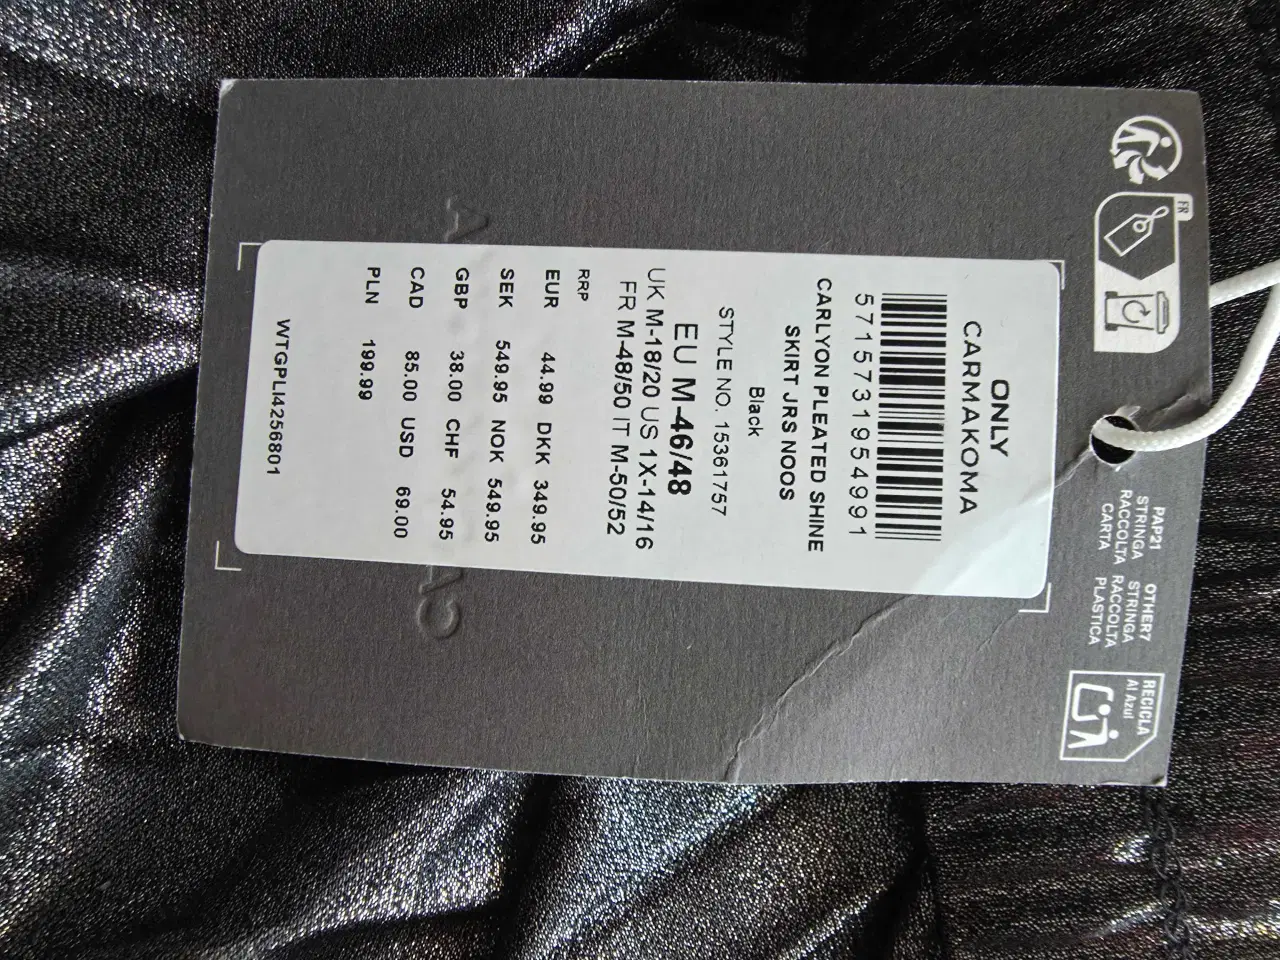 FR
PAP21
STRINGA
RACCOLTA
CARTA
OTHER7
STRINGA
RACCOLTA
PLASTICA
RECICLA
Al Azul
ONLY
CARMAKOMA
5715731954991
CARLYON PLEATED SHINE
SKIRT JRS NOOS
Black
STYLE NO. 15361757
EU M-46/48
UK M-18/20 US 1X-14/16
FR M-48/50 IT M-50/52
RRP
EUR 44.99 DKK 349.95
SEK 549.95 NOK 549.95
GBP 38.00 CHF 54.95
CAD 85.00 USD 69.00
PLN 199.99
WTGPLI4256801